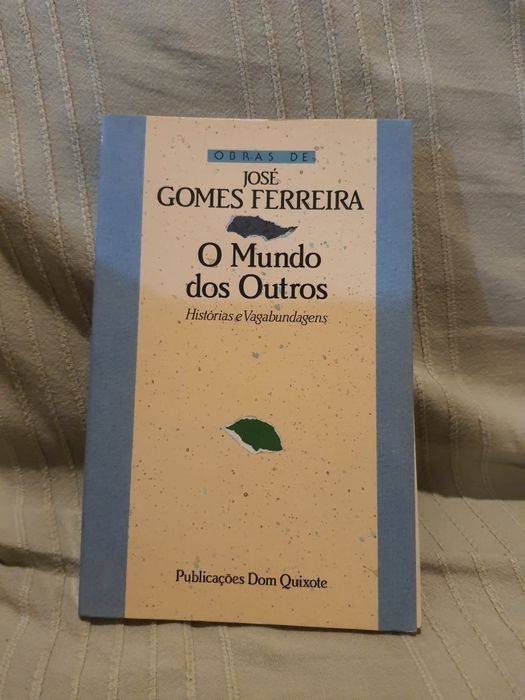 OBRAS DE
JOSÉ
GOMES FERREIRA
O Mundo
dos Outros
Histórias e Vagabundagens
Publicações Dom Quixote